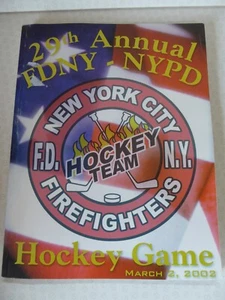 29th Annual
FDNY - NYPD
NEW YORK CITY
F.D. HOCKEY N.Y.
TEAM
FIREFIGHTERS
Hockey Game
MARCH 2, 2002